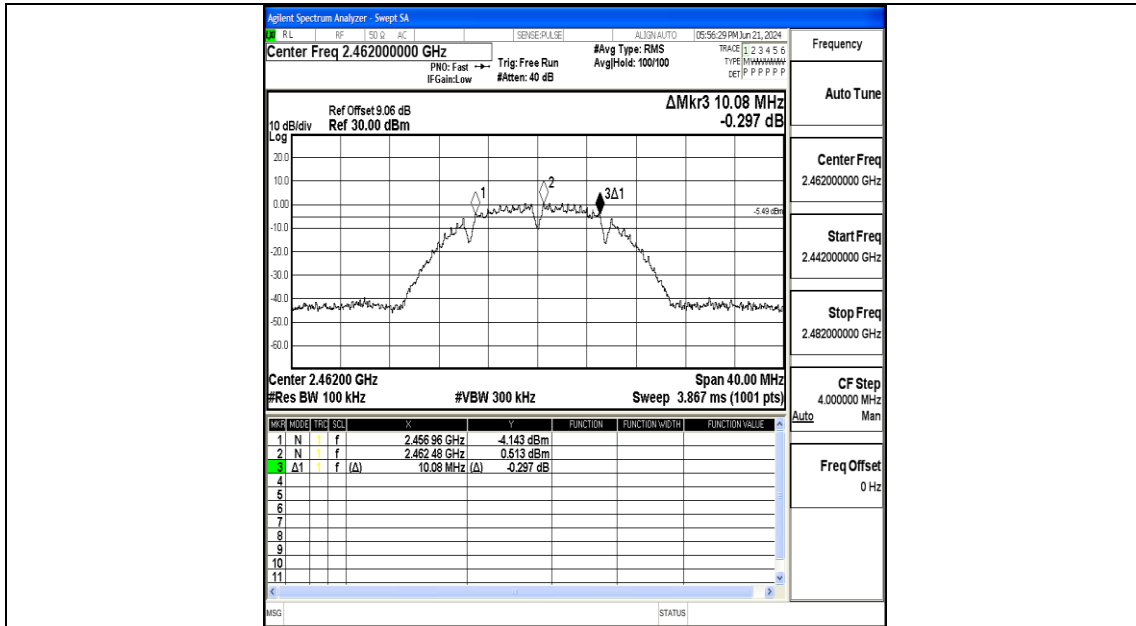 Agilent Spectrum Analyzer - Swept SA
RL RF 50 Ω AC SENSE:PULSE ALIGN AUTO 05:56:29 PM Jun 21, 2024
Center Freq 2.462000000 GHz
PNO: Fast
IFGain:Low
Trig: Free Run
#Atten: 40 dB
#Avg Type: RMS
Avg|Hold: 100/100
TRACE 1 2 3 4 5 6
TYPE MWWWWW
DET P P P P P P
Frequency
Auto Tune
Center Freq
2.462000000 GHz
Start Freq
2.442000000 GHz
Stop Freq
2.482000000 GHz
CF Step
4.000000 MHz
Auto Man
Freq Offset
0 Hz
ΔMkr3 10.08 MHz
-0.297 dB
Ref Offset 9.06 dB
10 dB/div Ref 30.00 dBm
Log
20.0
10.0
0.00
-10.0
-20.0
-30.0
-40.0
-50.0
-60.0
1
2
3Δ1
-5.49 dBm
Center 2.46200 GHz Span 40.00 MHz
#Res BW 100 kHz #VBW 300 kHz Sweep 3.867 ms (1001 pts)
MKR MODE TRC SCL X Y FUNCTION FUNCTION WIDTH FUNCTION VALUE
1 N 1 f 2.456 96 GHz -4.143 dBm
2 N 1 f 2.462 48 GHz 0.513 dBm
3 Δ1 1 f (Δ) 10.08 MHz (Δ) -0.297 dB
4
5
6
7
8
9
10
11
MSG STATUS